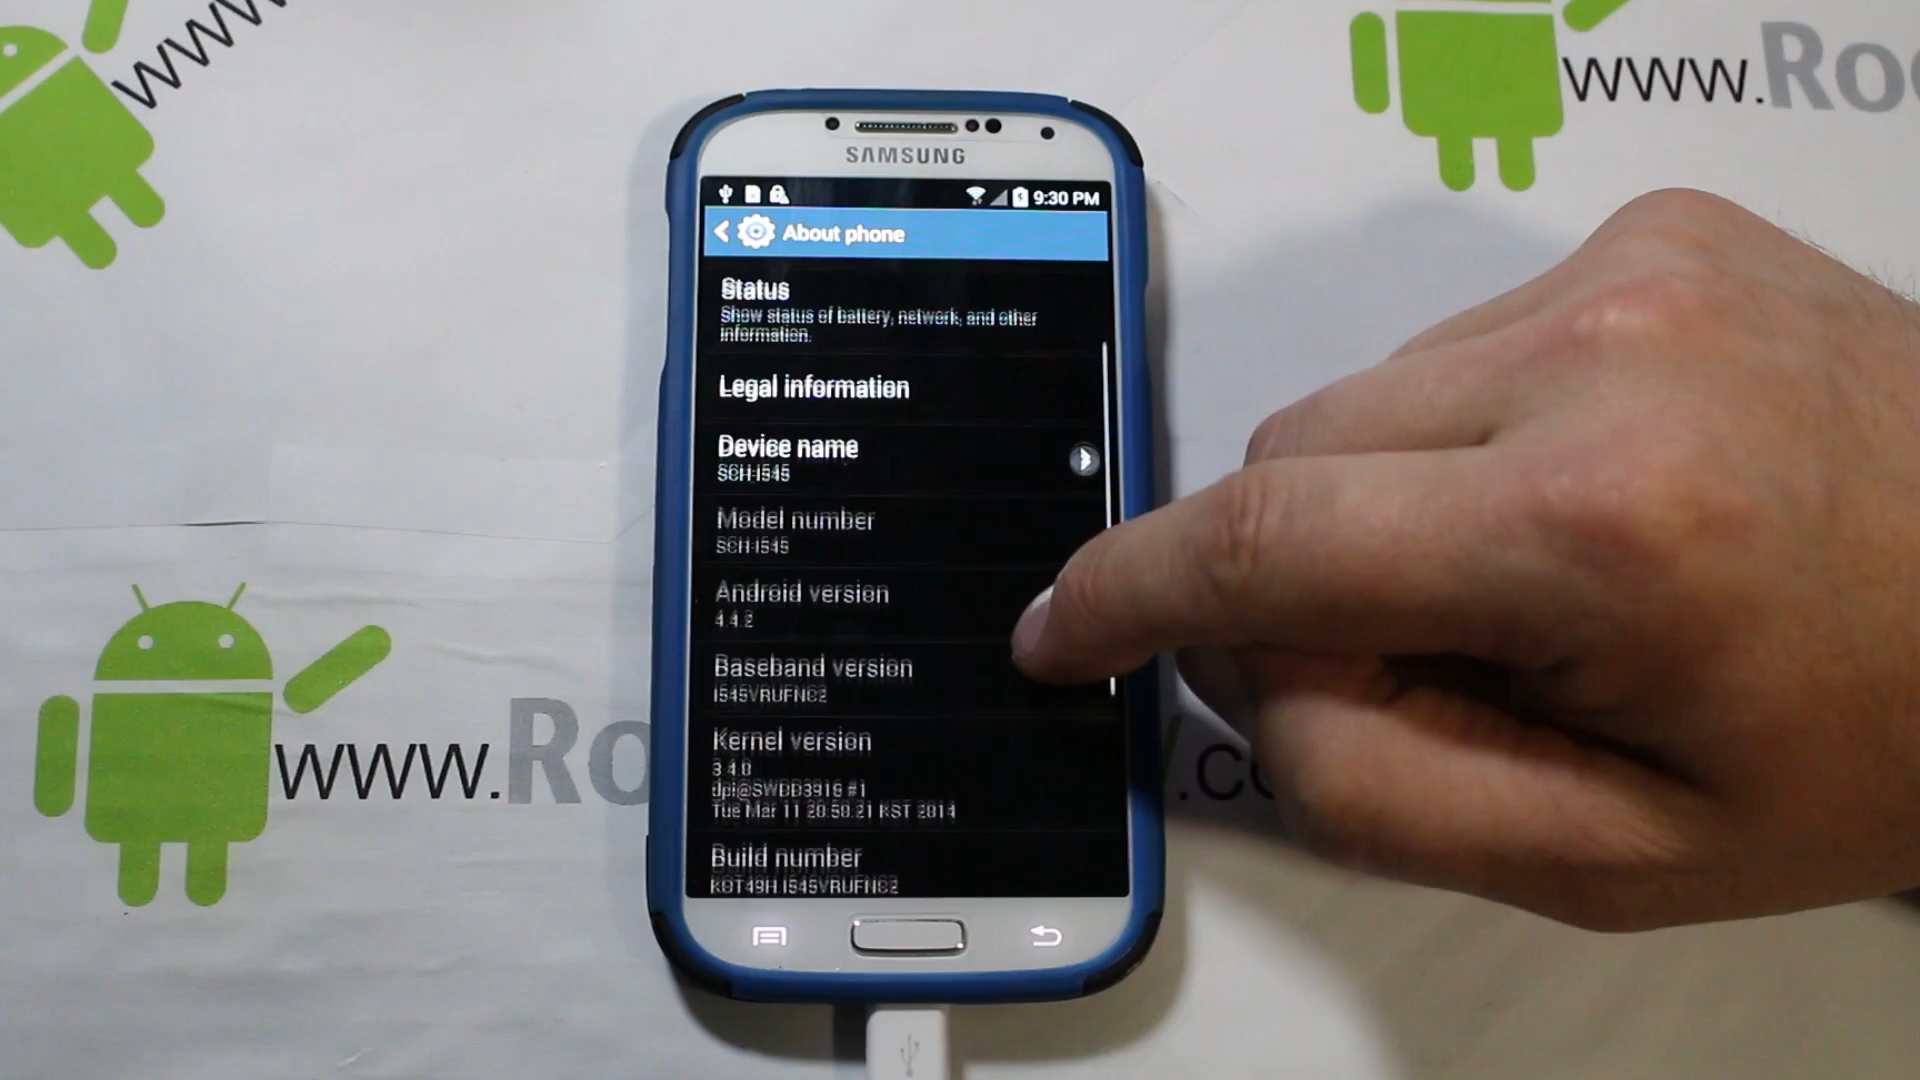 www.
www.Ro
SAMSUNG
9:30 PM
About phone
Status
Show status of battery, network, and other
information.
Legal information
Device name
SCH-I545
Model number
SCH-I545
Android version
4.4.2
Baseband version
I545VRUFNC2
Kernel version
3.4.0
dpi@SWDD3916 #1
Tue Mar 11 20:50:21 KST 2014
Build number
KOT49H.I545VRUFNC2
www.Ro
.c